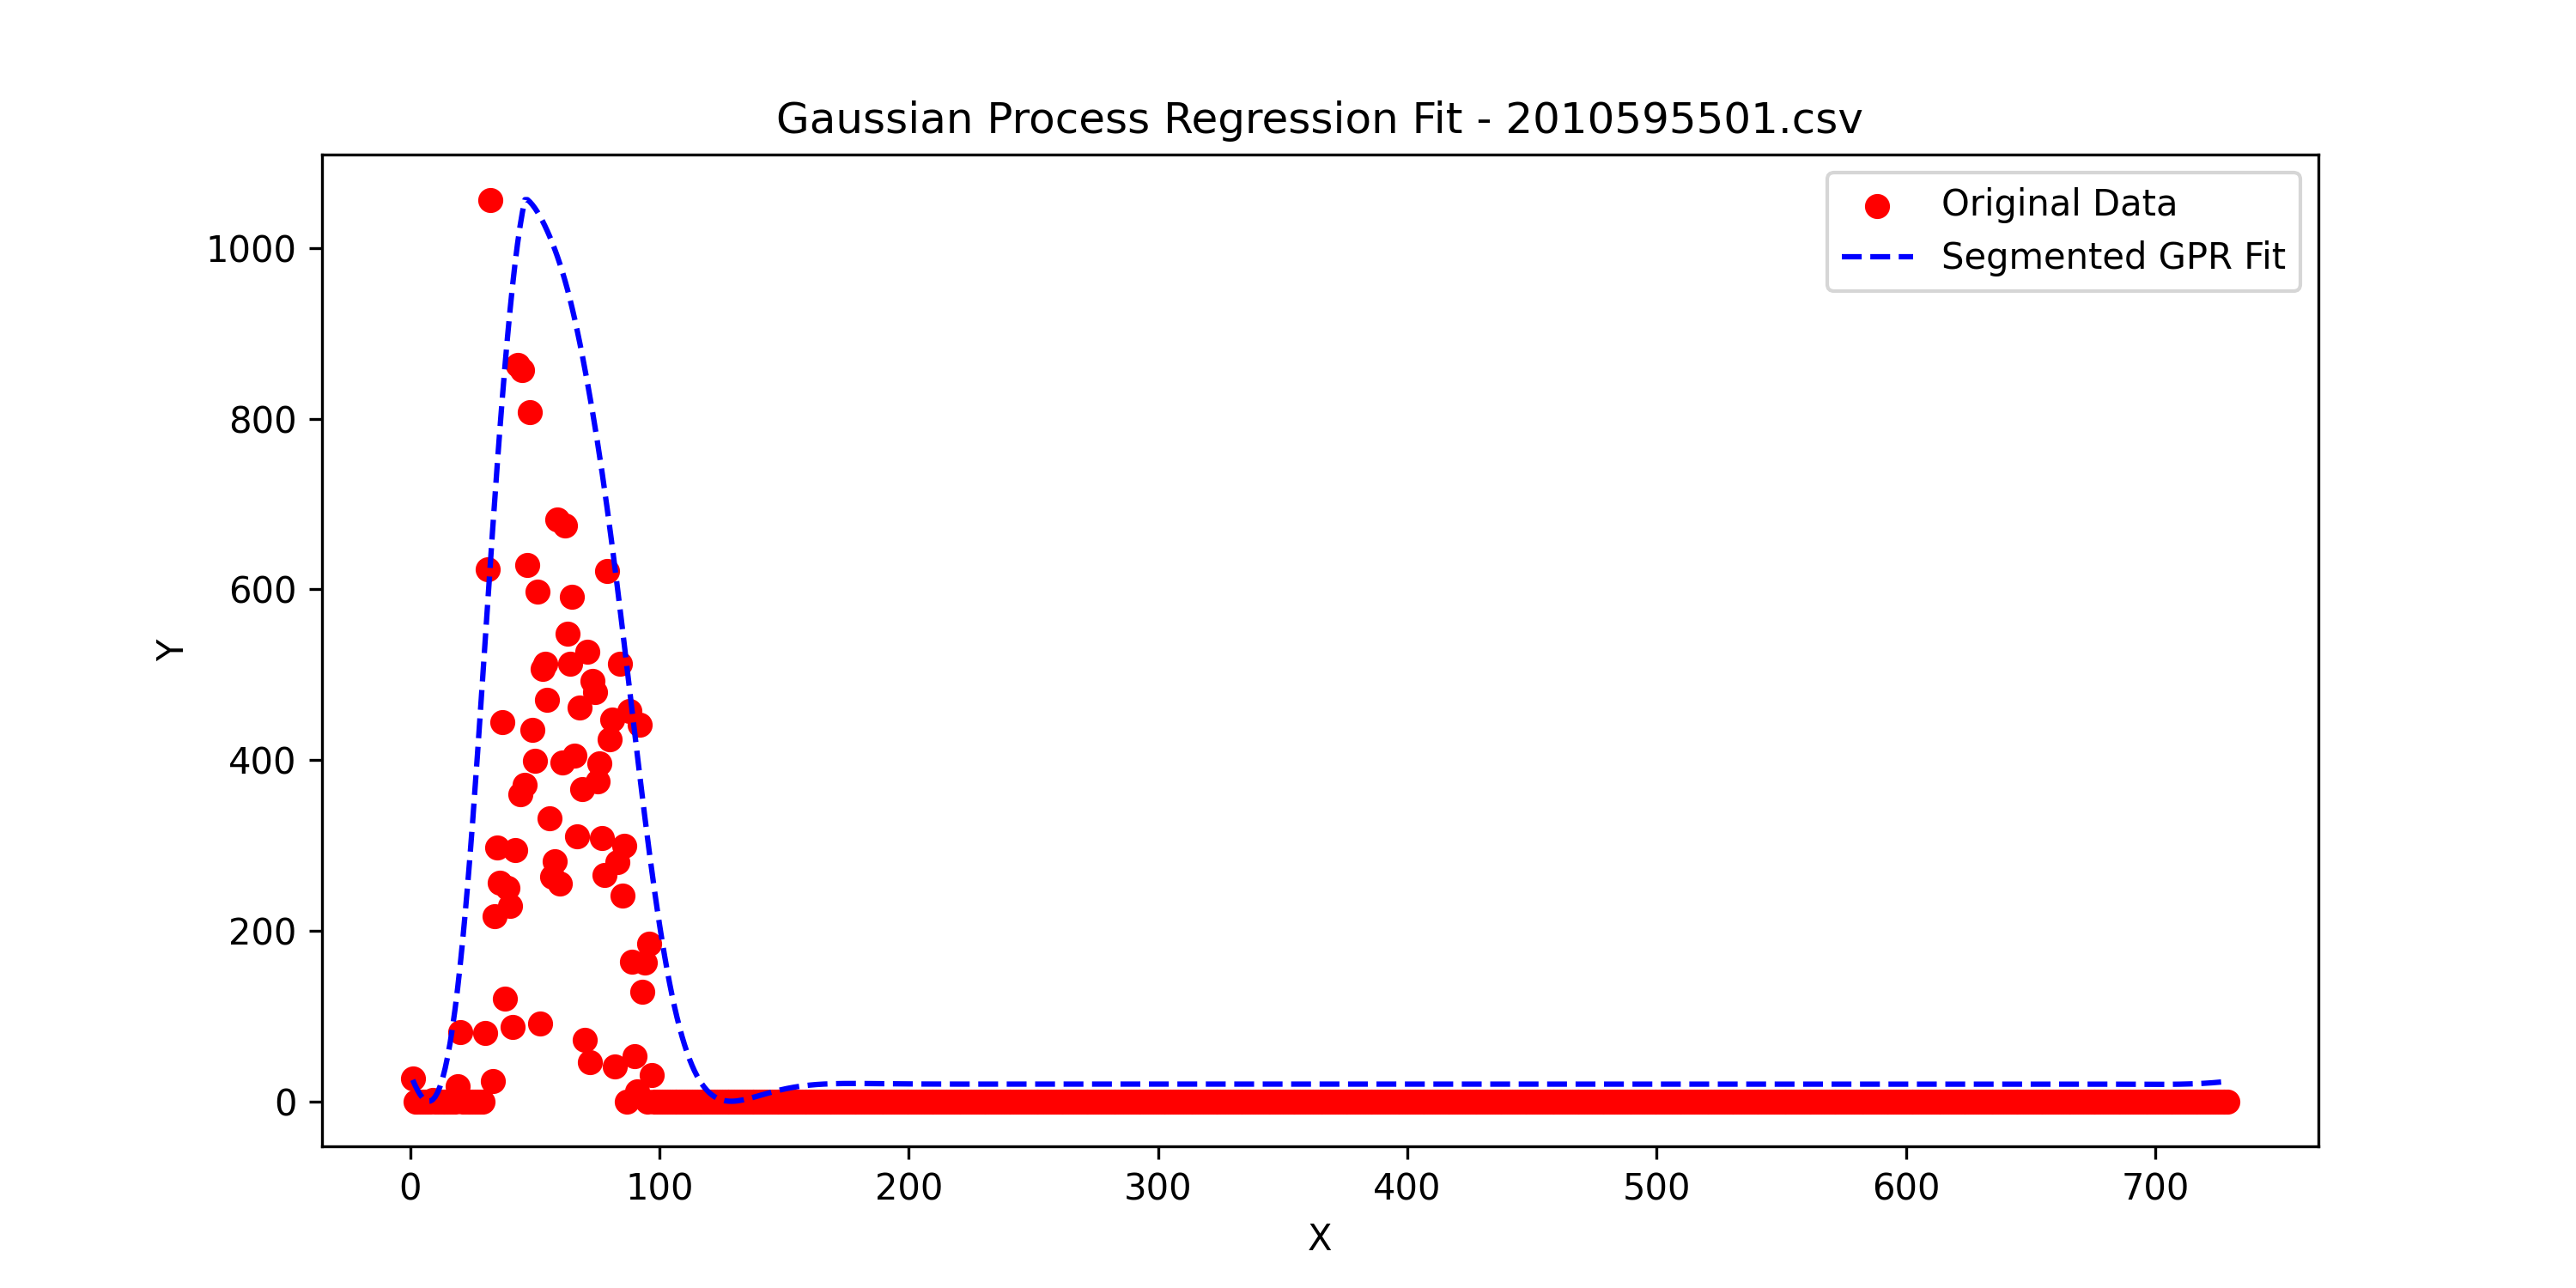 Gaussian Process Regression Fit - 2010595501.csv
Original Data
Segmented GPR Fit
1000
800
600
400
200
0
Y
0 100 200 300 400 500 600 700
X